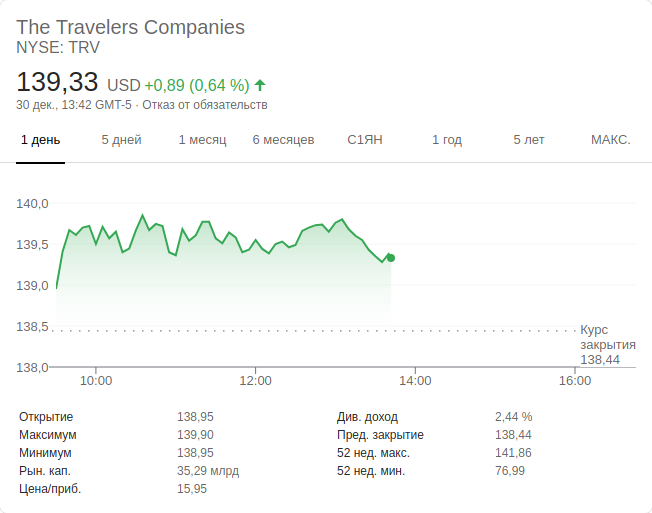 The Travelers Companies
NYSE: TRV
139,33 USD +0,89 (0,64 %)
30 дек., 13:42 GMT-5 · Отказ от обязательств
1 день 5 дней 1 месяц 6 месяцев С1ЯН 1 год 5 лет МАКС.
140,0
139,5
139,0
138,5
Курс
закрытия
138,44
138,0
10:00 12:00 14:00 16:00
Открытие 138,95 Див. доход 2,44 %
Максимум 139,90 Пред. закрытие 138,44
Минимум 138,95 52 нед. макс. 141,86
Рын. кап. 35,29 млрд 52 нед. мин. 76,99
Цена/приб. 15,95